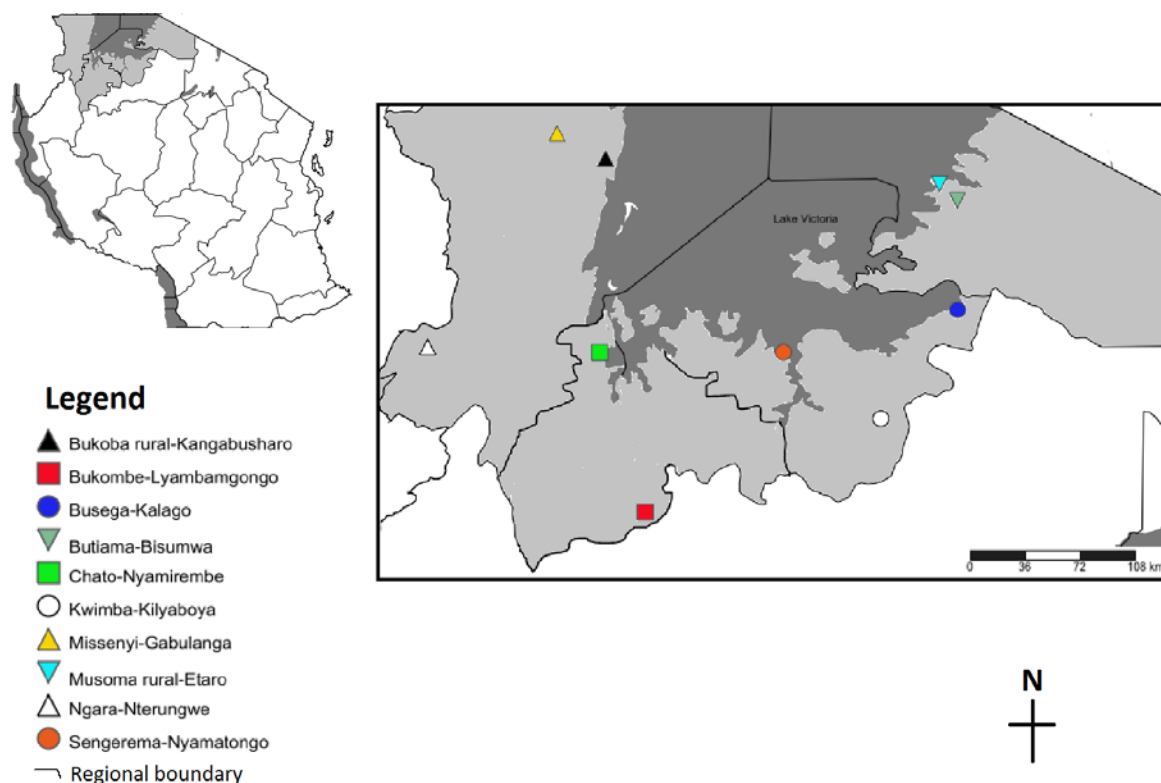 Lake Victoria
Legend
Bukoba rural-Kangabusharo
Bukombe-Lyambamgongo
Busega-Kalago
Butiama-Bisumwa
Chato-Nyamirembe
Kwimba-Kilyaboya
Missenyi-Gabulanga
Musoma rural-Etaro
Ngara-Nterungwe
Sengerema-Nyamatongo
Regional boundary
0 36 72 108 km
N